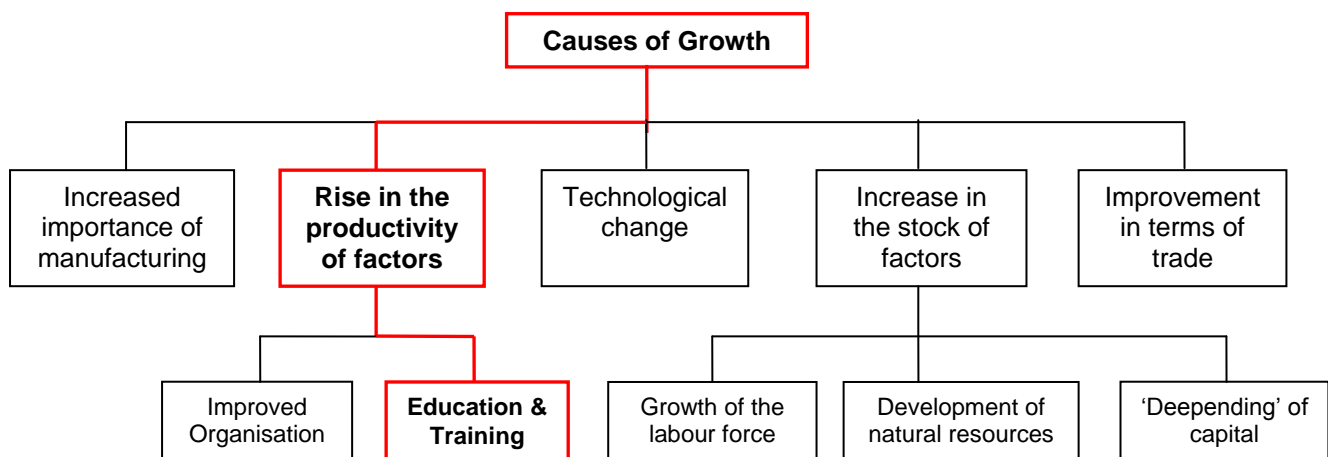 Causes of Growth
Increased
importance of
manufacturing
Rise in the
productivity
of factors
Technological
change
Increase in
the stock of
factors
Improvement
in terms of
trade
Improved
Organisation
Education &
Training
Growth of the
labour force
Development of
natural resources
‘Deepending’ of
capital